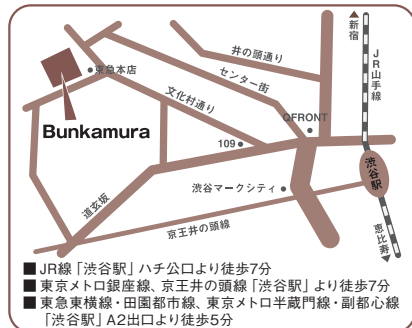 新宿
JR山手線
井の頭通り
センター街
東急本店
文化村通り
QFRONT
Bunkamura
109
渋谷駅
渋谷マークシティ
道玄坂
京王井の頭線
恵比寿
■ JR線「渋谷駅」ハチ公口より徒歩7分
■ 東京メトロ銀座線、京王井の頭線「渋谷駅」より徒歩7分
■ 東急東横線・田園都市線、東京メトロ半蔵門線・副都心線
「渋谷駅」A2出口より徒歩5分